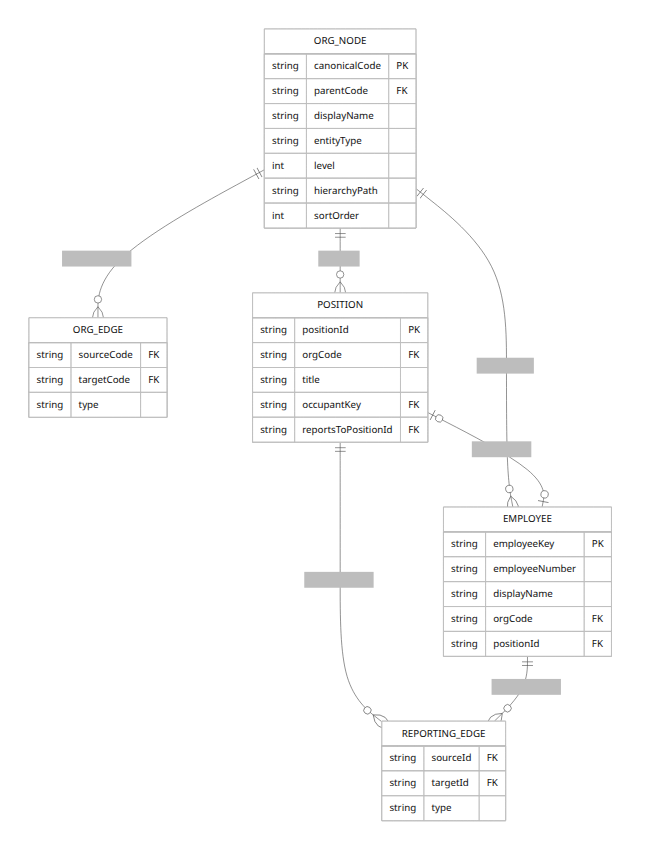 ORG_NODE
string canonicalCode PK
string parentCode FK
string displayName
string entityType
int level
string hierarchyPath
int sortOrder
ORG_EDGE
string sourceCode FK
string targetCode FK
string type
POSITION
string positionId PK
string orgCode FK
string title
string occupantKey FK
string reportsToPositionId FK
EMPLOYEE
string employeeKey PK
string employeeNumber
string displayName
string orgCode FK
string positionId FK
REPORTING_EDGE
string sourceId FK
string targetId FK
string type